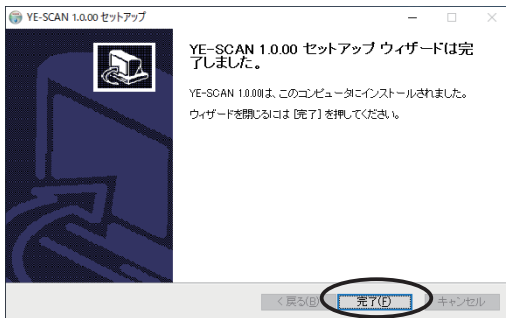 YE-SCAN 1.0.00 セットアップ
YE-SCAN 1.0.00 セットアップ ウィザードは完
了しました。
YE-SCAN 1.0.00は、このコンピュータにインストールされました。
ウィザードを閉じるには [完了] を押してください。
< 戻る(B) 完了(F) キャンセル